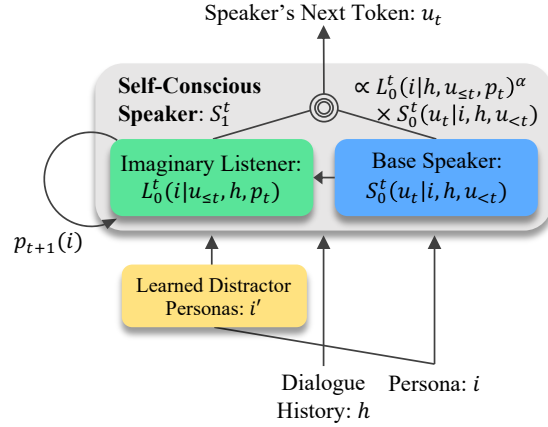 Speaker's Next Token: u_t
Self-Conscious
Speaker: S_1^t
∝ L_0^t(i|h, u_{≤t}, p_t)^α
× S_0^t(u_t|i, h, u_{<t})
Imaginary Listener:
L_0^t(i|u_{≤t}, h, p_t)
Base Speaker:
S_0^t(u_t|i, h, u_{<t})
p_{t+1}(i)
Learned Distractor
Personas: i′
Dialogue
History: h
Persona: i